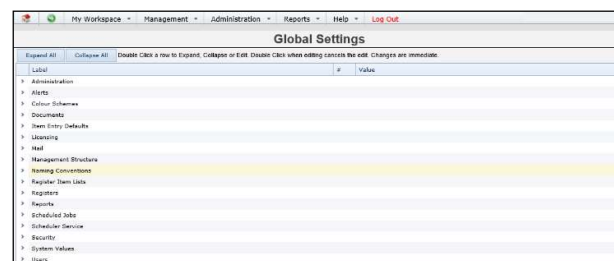 My Workspace Management Administration Reports Help Log Out
Global Settings
Expand All Collapse All Double Click a row to Expand, Collapse or Edit. Double Click when editing cancels the edit. Changes are immediate.
Label # Value
Administration
Alerts
Colour Schemes
Documents
Item Entry Defaults
Licensing
Mail
Management Structure
Naming Conventions
Register Item Lists
Registers
Reports
Scheduled Jobs
Scheduler Service
Security
System Values
Users